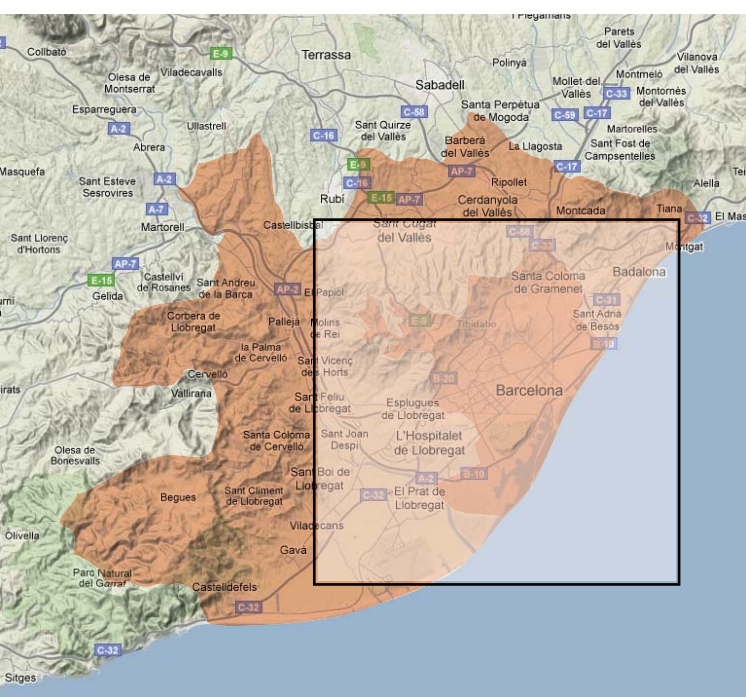 Parets
del Vallès
Collbató
E-9
Terrassa
Polinyà
Vilanova
del Vallès
Olesa de
Montserrat
Viladecavalls
Sabadell
Mollet del
Vallès
Montmeló
C-33
Montornès
del Vallès
Esparreguera
A-2
C-58
Santa Perpètua
de Mogoda
C-59
C-17
Ullastrell
C-16
Sant Quirze
del Vallès
Martorelles
Abrera
Barberà
del Vallès
La Llagosta
Sant Fost de
Campsentelles
E-9
C-16
AP-7
C-17
Sant Esteve
Sesrovires
A-2
Rubí
E-15
AP-7
Ripollet
Alella
A-7
Cerdanyola
del Vallès
Montcada
Tiana
C-32
El Mas
Martorell
Castellbisbal
Sant Cugat
del Vallès
C-58
C-33
Montgat
Sant Llorenç
d'Hortons
AP-7
E-15
Gelida
Castellví
de Rosanes
Sant Andreu
de la Barca
AP-2
El Papiol
Santa Coloma
de Gramenet
Badalona
C-31
Corbera de
Llobregat
Pallejà
Molins
de Rei
E-9
Tibidabo
Sant Adrià
de Besòs
B-10
la Palma
de Cervelló
Sant Vicenç
dels Horts
Cervelló
B-20
Vallirana
Sant Feliu
de Llobregat
Esplugues
de Llobregat
Barcelona
Santa Coloma
de Cervelló
Sant Joan
Despí
L'Hospitalet
de Llobregat
Olesa de
Bonesvalls
Sant Boi de
Llobregat
A-2
B-10
Begues
Sant Climent
de Llobregat
C-32
El Prat de
Llobregat
Olivella
Viladecans
Gavà
Parc Natural
del Garraf
Castelldefels
C-32
C-32
Sitges